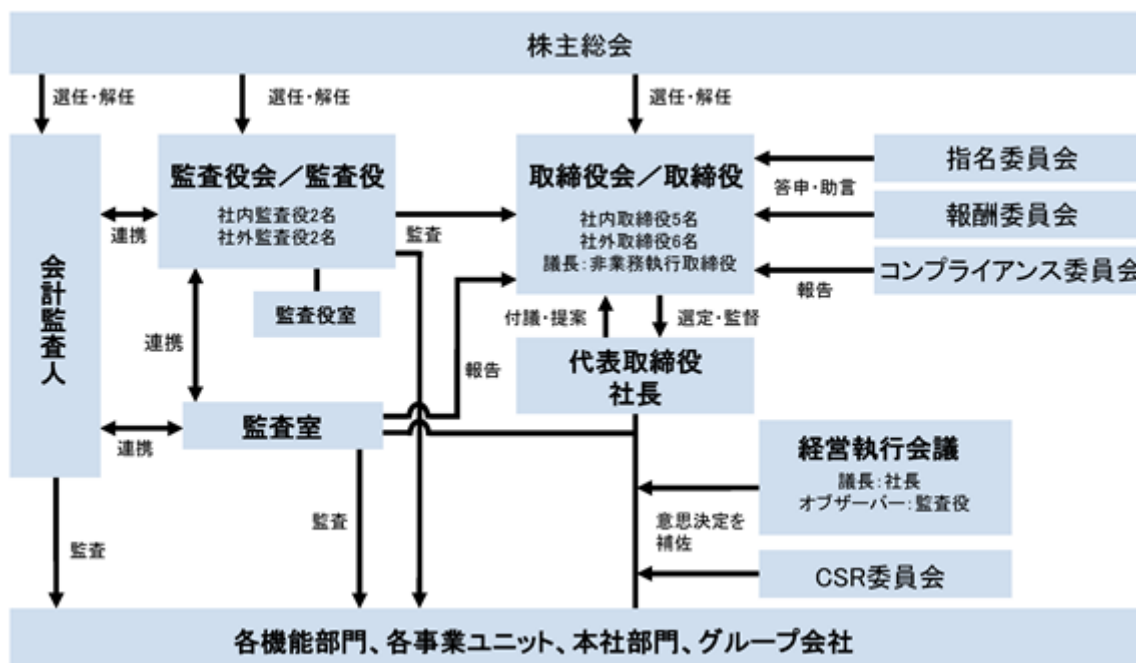 株主総会
選任・解任
選任・解任
選任・解任
会計監査人
監査役会／監査役
社内監査役2名
社外監査役2名
取締役会／取締役
社内取締役5名
社外取締役6名
議長：非業務執行取締役
指名委員会
答申・助言
報酬委員会
コンプライアンス委員会
報告
連携
監査
監査役室
連携
付議・提案
選定・監督
報告
代表取締役
社長
監査室
連携
経営執行会議
議長：社長
オブザーバー：監査役
意思決定を
補佐
CSR委員会
監査
監査
各機能部門、各事業ユニット、本社部門、グループ会社